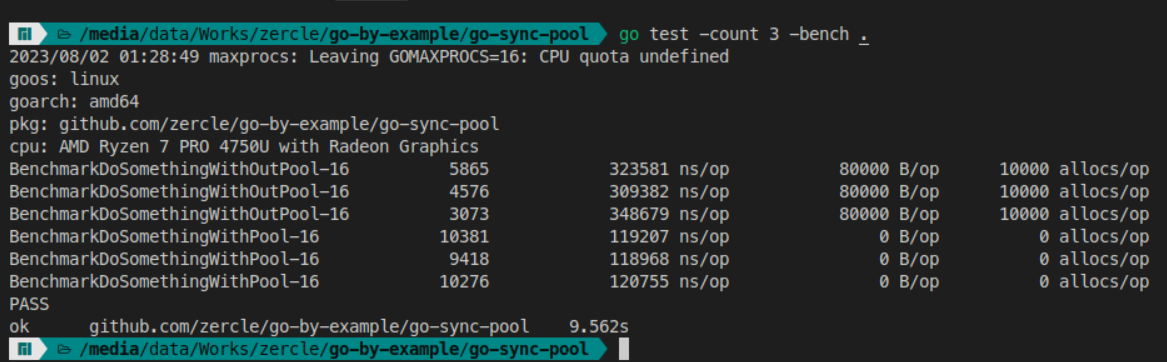 /media/data/Works/zercle/go-by-example/go-sync-pool go test -count 3 -bench .
2023/08/02 01:28:49 maxprocs: Leaving GOMAXPROCS=16: CPU quota undefined
goos: linux
goarch: amd64
pkg: github.com/zercle/go-by-example/go-sync-pool
cpu: AMD Ryzen 7 PRO 4750U with Radeon Graphics
BenchmarkDoSomethingWithOutPool-16 5865 323581 ns/op 80000 B/op 10000 allocs/op
BenchmarkDoSomethingWithOutPool-16 4576 309382 ns/op 80000 B/op 10000 allocs/op
BenchmarkDoSomethingWithOutPool-16 3073 348679 ns/op 80000 B/op 10000 allocs/op
BenchmarkDoSomethingWithPool-16 10381 119207 ns/op 0 B/op 0 allocs/op
BenchmarkDoSomethingWithPool-16 9418 118968 ns/op 0 B/op 0 allocs/op
BenchmarkDoSomethingWithPool-16 10276 120755 ns/op 0 B/op 0 allocs/op
PASS
ok github.com/zercle/go-by-example/go-sync-pool 9.562s
/media/data/Works/zercle/go-by-example/go-sync-pool